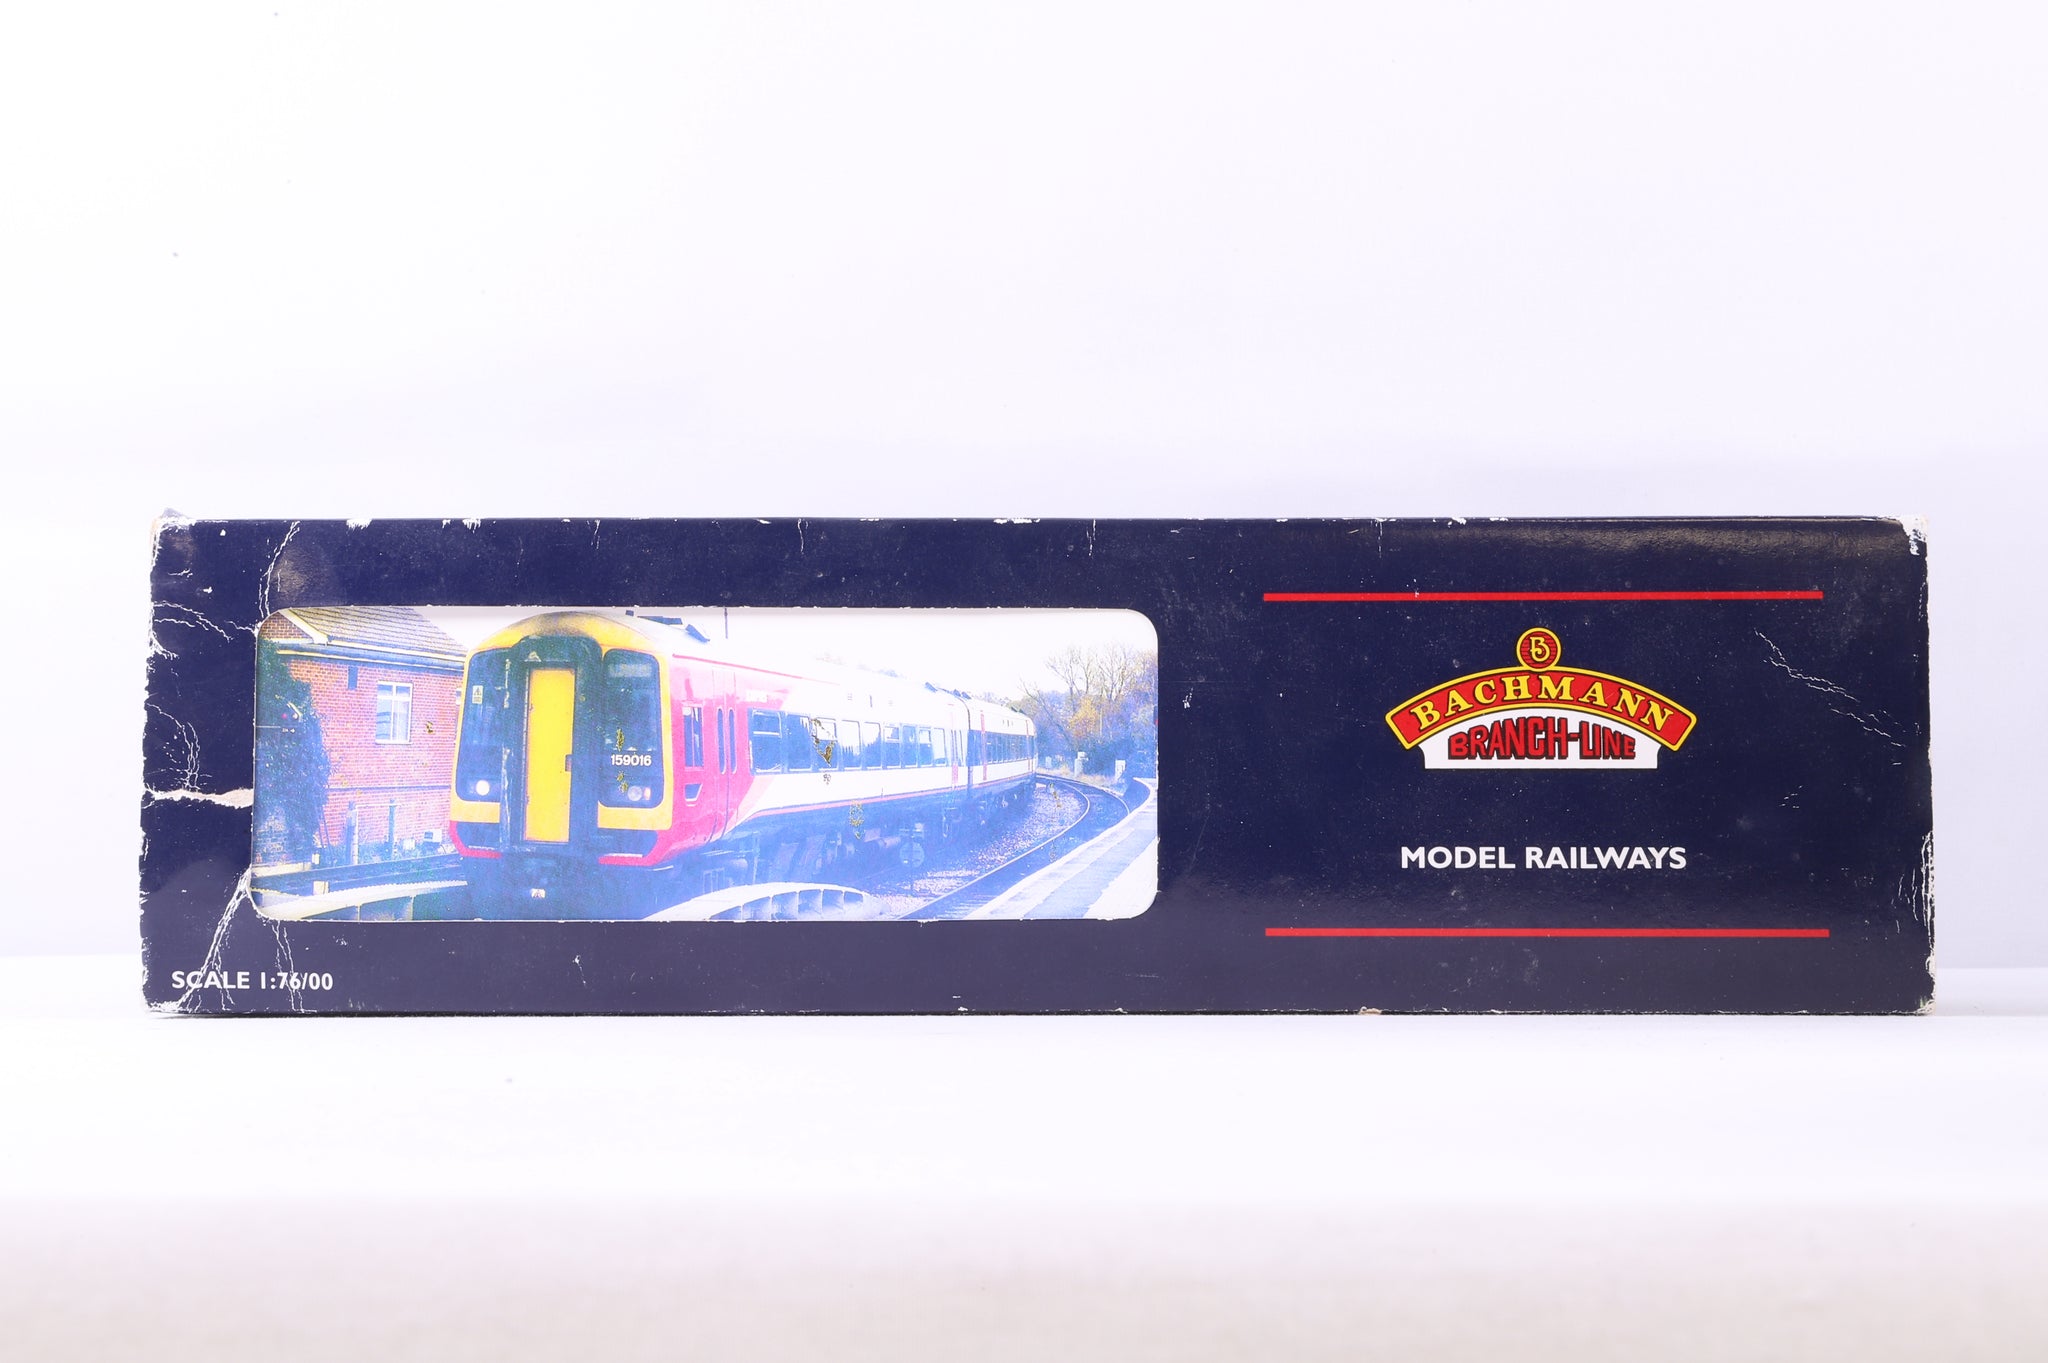 159016
SCALE 1:76/00
B
BACHMANN
BRANCH-LINE
MODEL RAILWAYS